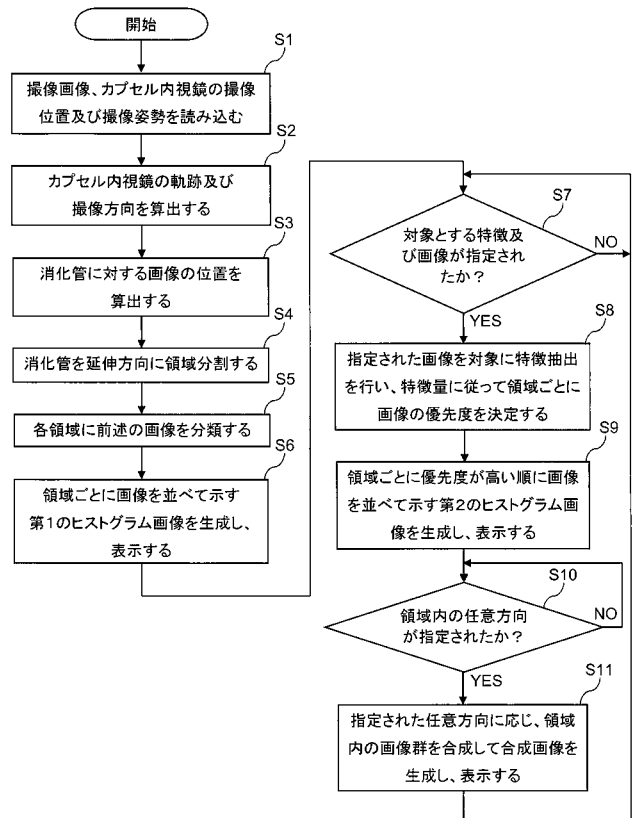 開始
S1
撮像画像、カプセル内視鏡の撮像
位置及び撮像姿勢を読み込む
S2
カプセル内視鏡の軌跡及び
撮像方向を算出する
S3
消化管に対する画像の位置を
算出する
S4
消化管を延伸方向に領域分割する
S5
各領域に前述の画像を分類する
S6
領域ごとに画像を並べて示す
第1のヒストグラム画像を生成し、
表示する
S7
対象とする特徴及
び画像が指定され
たか？
NO
YES
S8
指定された画像を対象に特徴抽出
を行い、特徴量に従って領域ごとに
画像の優先度を決定する
S9
領域ごとに優先度が高い順に画像
を並べて示す第2のヒストグラム画
像を生成し、表示する
S10
領域内の任意方向
が指定されたか？
NO
YES
S11
指定された任意方向に応じ、領域
内の画像群を合成して合成画像を
生成し、表示する